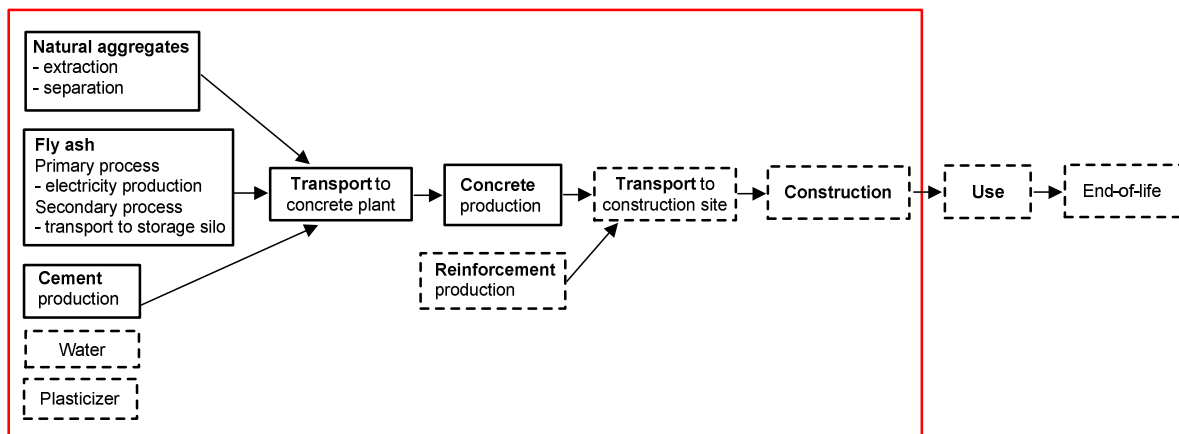 Natural aggregates
- extraction
- separation
Fly ash
Primary process
- electricity production
Secondary process
- transport to storage silo
Cement
production
Water
Plasticizer
Transport to
concrete plant
Concrete
production
Reinforcement
production
Transport to
construction site
Construction
Use
End-of-life